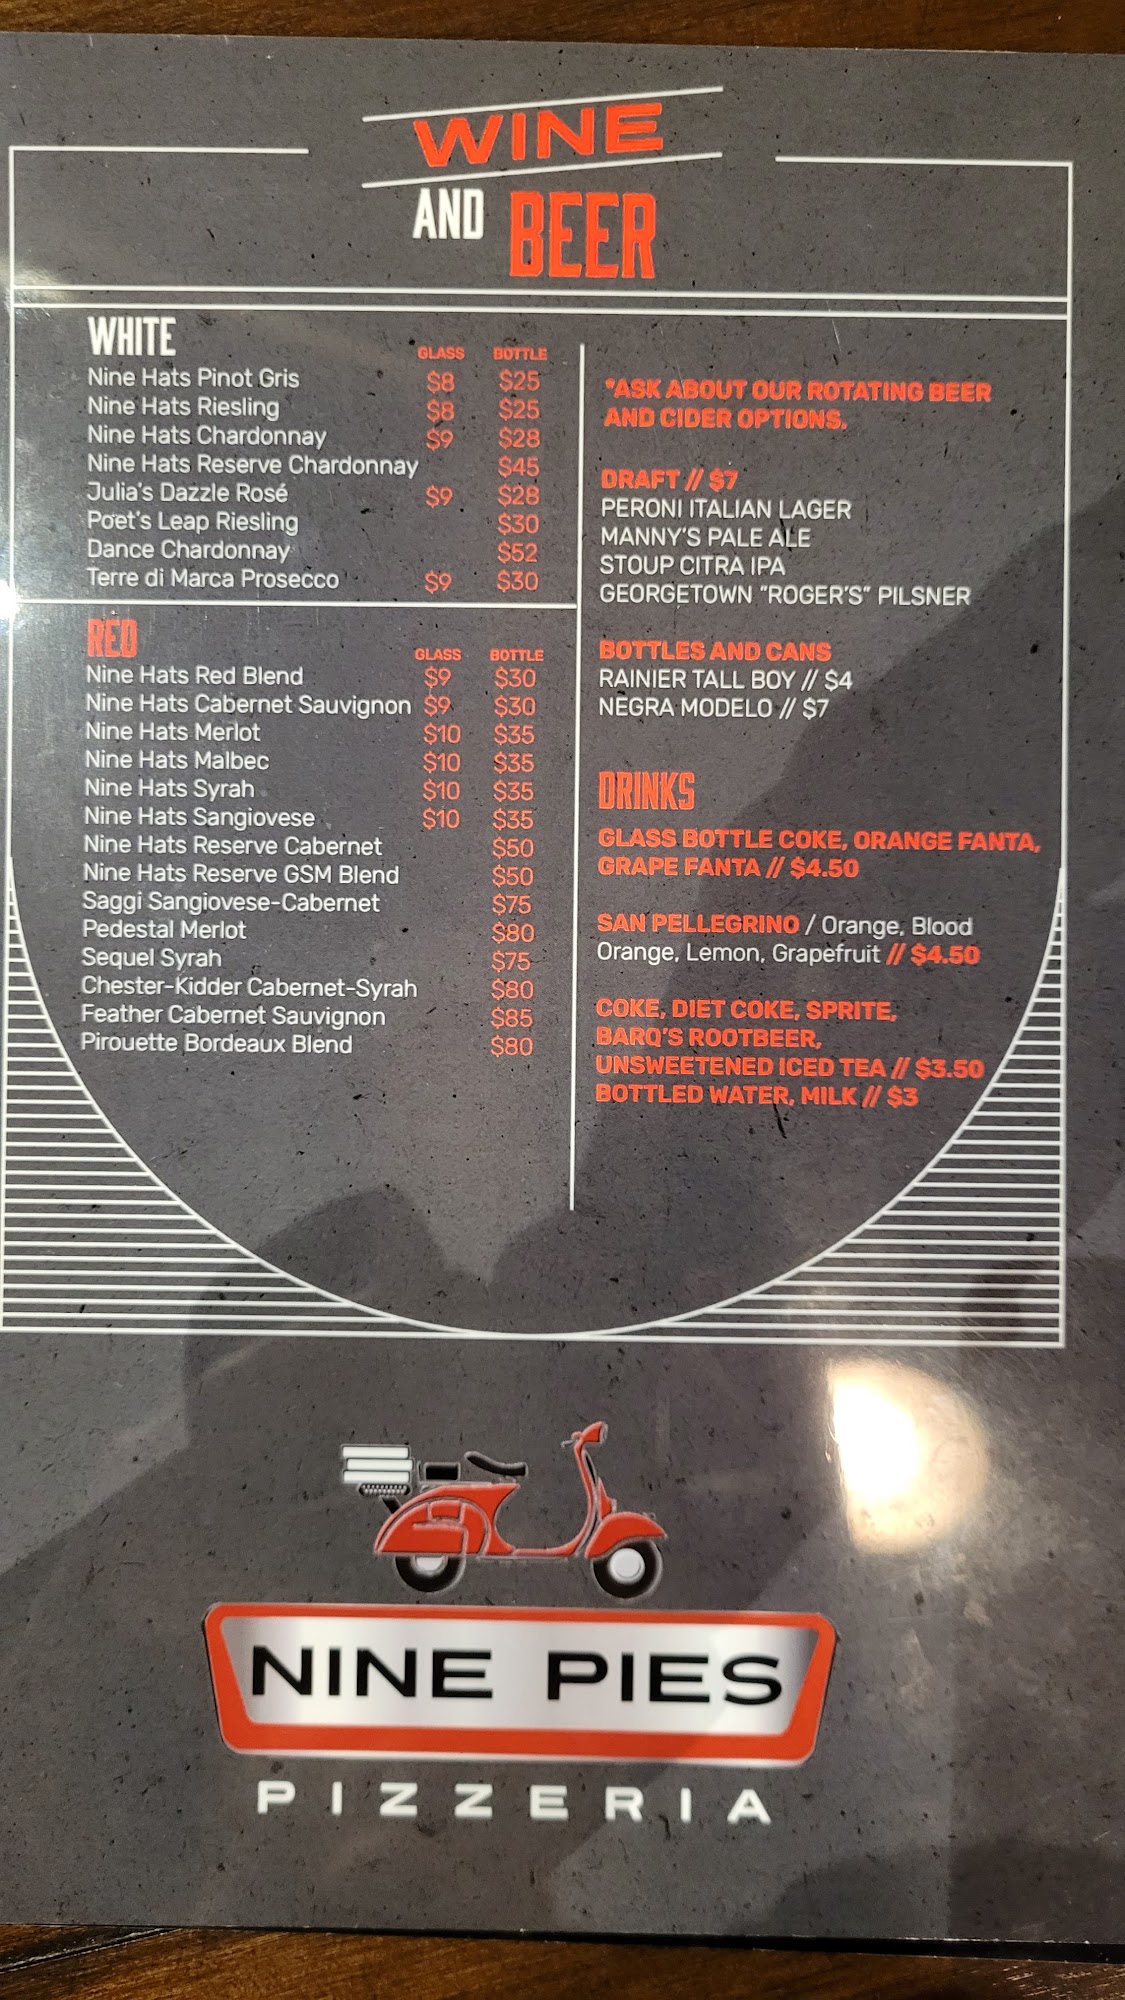 WINE
AND BEER
WHITE
GLASS BOTTLE
Nine Hats Pinot Gris $8 $25
Nine Hats Riesling $8 $25
Nine Hats Chardonnay $9 $28
Nine Hats Reserve Chardonnay $45
Julia's Dazzle Rosé $9 $28
Poet's Leap Riesling $30
Dance Chardonnay $52
Terre di Marca Prosecco $9 $30
RED
GLASS BOTTLE
Nine Hats Red Blend $9 $30
Nine Hats Cabernet Sauvignon $9 $30
Nine Hats Merlot $10 $35
Nine Hats Malbec $10 $35
Nine Hats Syrah $10 $35
Nine Hats Sangiovese $10 $35
Nine Hats Reserve Cabernet $50
Nine Hats Reserve GSM Blend $50
Saggi Sangiovese-Cabernet $75
Pedestal Merlot $80
Sequel Syrah $75
Chester-Kidder Cabernet-Syrah $80
Feather Cabernet Sauvignon $85
Pirouette Bordeaux Blend $80
*ASK ABOUT OUR ROTATING BEER
AND CIDER OPTIONS.
DRAFT // $7
PERONI ITALIAN LAGER
MANNY'S PALE ALE
STOUP CITRA IPA
GEORGETOWN "ROGER'S" PILSNER
BOTTLES AND CANS
RAINIER TALL BOY // $4
NEGRA MODELO // $7
DRINKS
GLASS BOTTLE COKE, ORANGE FANTA,
GRAPE FANTA // $4.50
SAN PELLEGRINO / Orange, Blood
Orange, Lemon, Grapefruit // $4.50
COKE, DIET COKE, SPRITE,
BARQ'S ROOTBEER,
UNSWEETENED ICED TEA // $3.50
BOTTLED WATER, MILK // $3
NINE PIES
PIZZERIA